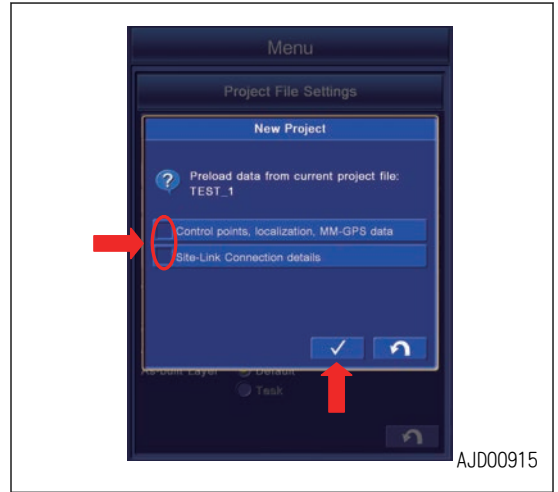 Menu
Project File Settings
New Project
Preload data from current project file:
TEST_1
Control points, localization, MM-GPS data
Site-Link Connection details
As-built Layer Default
Task
AJD00915